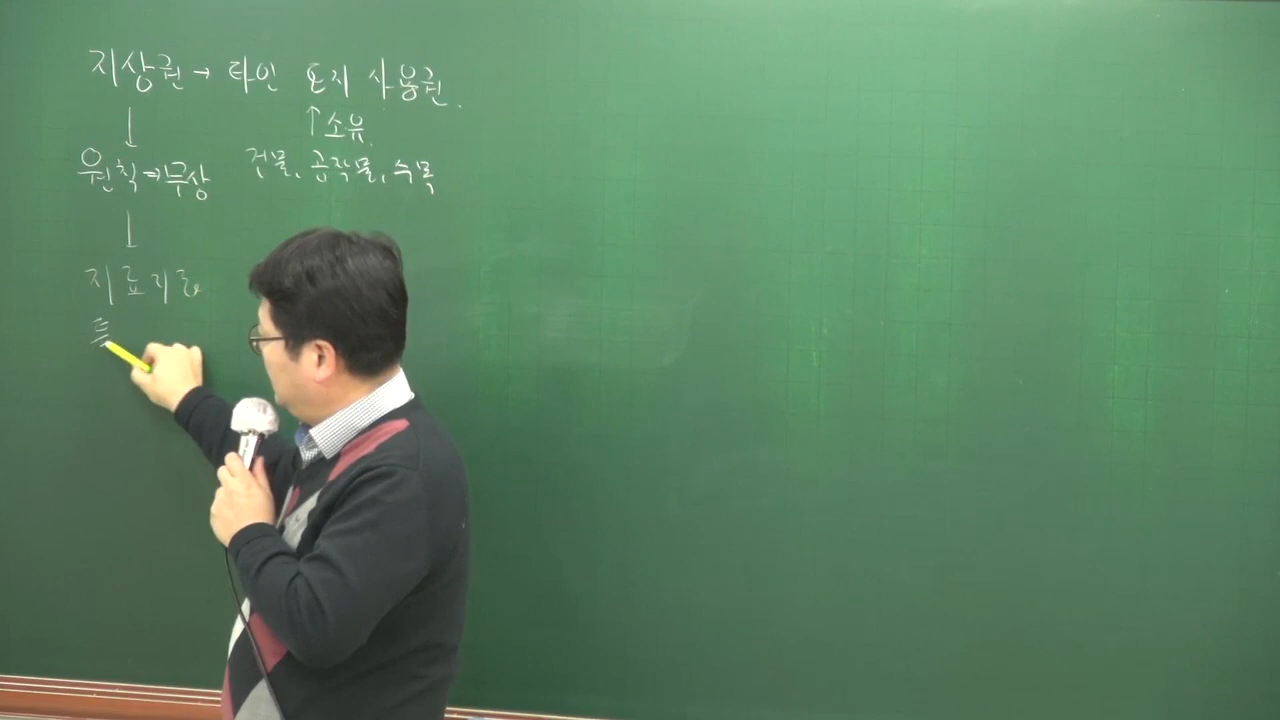 지상권 → 타인 토지 사용권.
↓
↑ 소유
원칙 → 무상
건물, 공작물, 수목
↓
지료지급
특